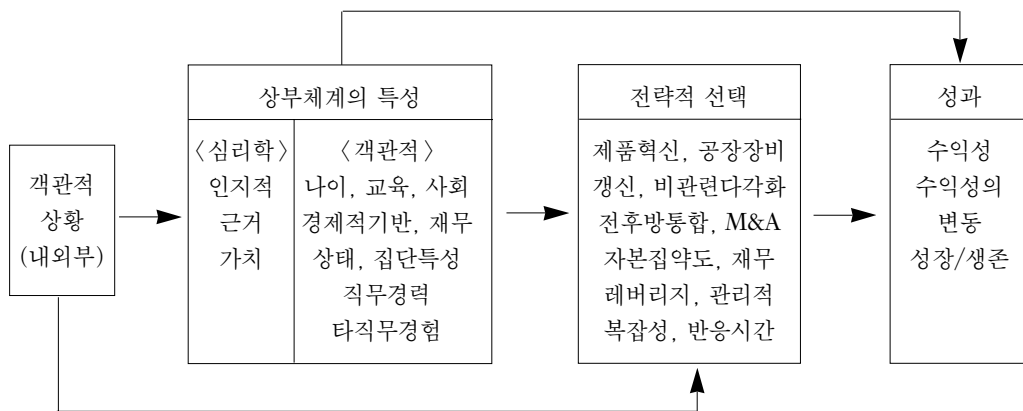 객관적
상황
(내외부)
상부체계의 특성
〈심리학〉
인지적
근거
가치
〈객관적〉
나이, 교육, 사회
경제적기반, 재무
상태, 집단특성
직무경력
타직무경험
전략적 선택
제품혁신, 공장장비
갱신, 비관련다각화
전후방통합, M&A
자본집약도, 재무
레버리지, 관리적
복잡성, 반응시간
성과
수익성
수익성의
변동
성장/생존